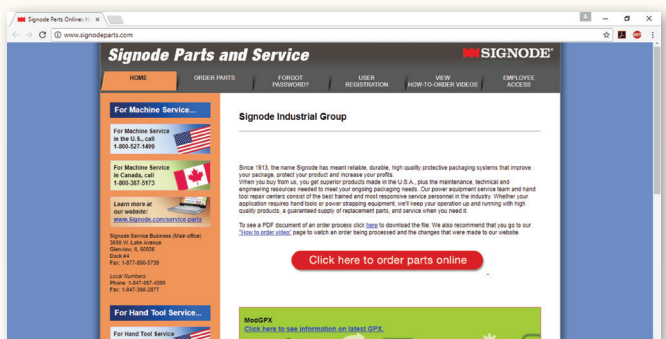 Signode Parts Online: H
www.signodeparts.com
Signode Parts and Service
SIGNODE®
HOME
ORDER PARTS
FORGOT
PASSWORD?
USER
REGISTRATION
VIEW
HOW-TO-ORDER VIDEOS
EMPLOYEE
ACCESS
For Machine Service...
For Machine Service
in the U.S., call
1-800-527-1499
For Machine Service
in Canada, call
1-800-387-5173
Learn more at
our website:
www.Signode.com/service-parts
Signode Service Business (Main office)
3650 W. Lake Avenue
Glenview, IL 60026
Dock #4
Fax: 1-877-886-5739
Local Numbers:
Phone: 1-847-657-4399
Fax: 1-847-390-2877
For Hand Tool Service...
For Hand Tool Service
Signode Industrial Group
Since 1913, the name Signode has meant reliable, durable, high quality protective packaging systems that improve
your package, protect your product and increase your profits.
When you buy from us, you get superior products made in the U.S.A., plus the maintenance, technical and
engineering resources needed to meet your ongoing packaging needs. Our power equipment service team and hand
tool repair centers consist of the best trained and most responsive service personnel in the industry. Whether your
application requires hand tools or power strapping equipment, we'll keep your operation up and running with high
quality products, a guaranteed supply of replacement parts, and service when you need it.
To see a PDF document of an order process click here to download the file. We also recommend that you go to our
"How to order video" page to watch an order being processed and the changes that were made to our website.
Click here to order parts online
ModGPX
Click here to see information on latest GPX.